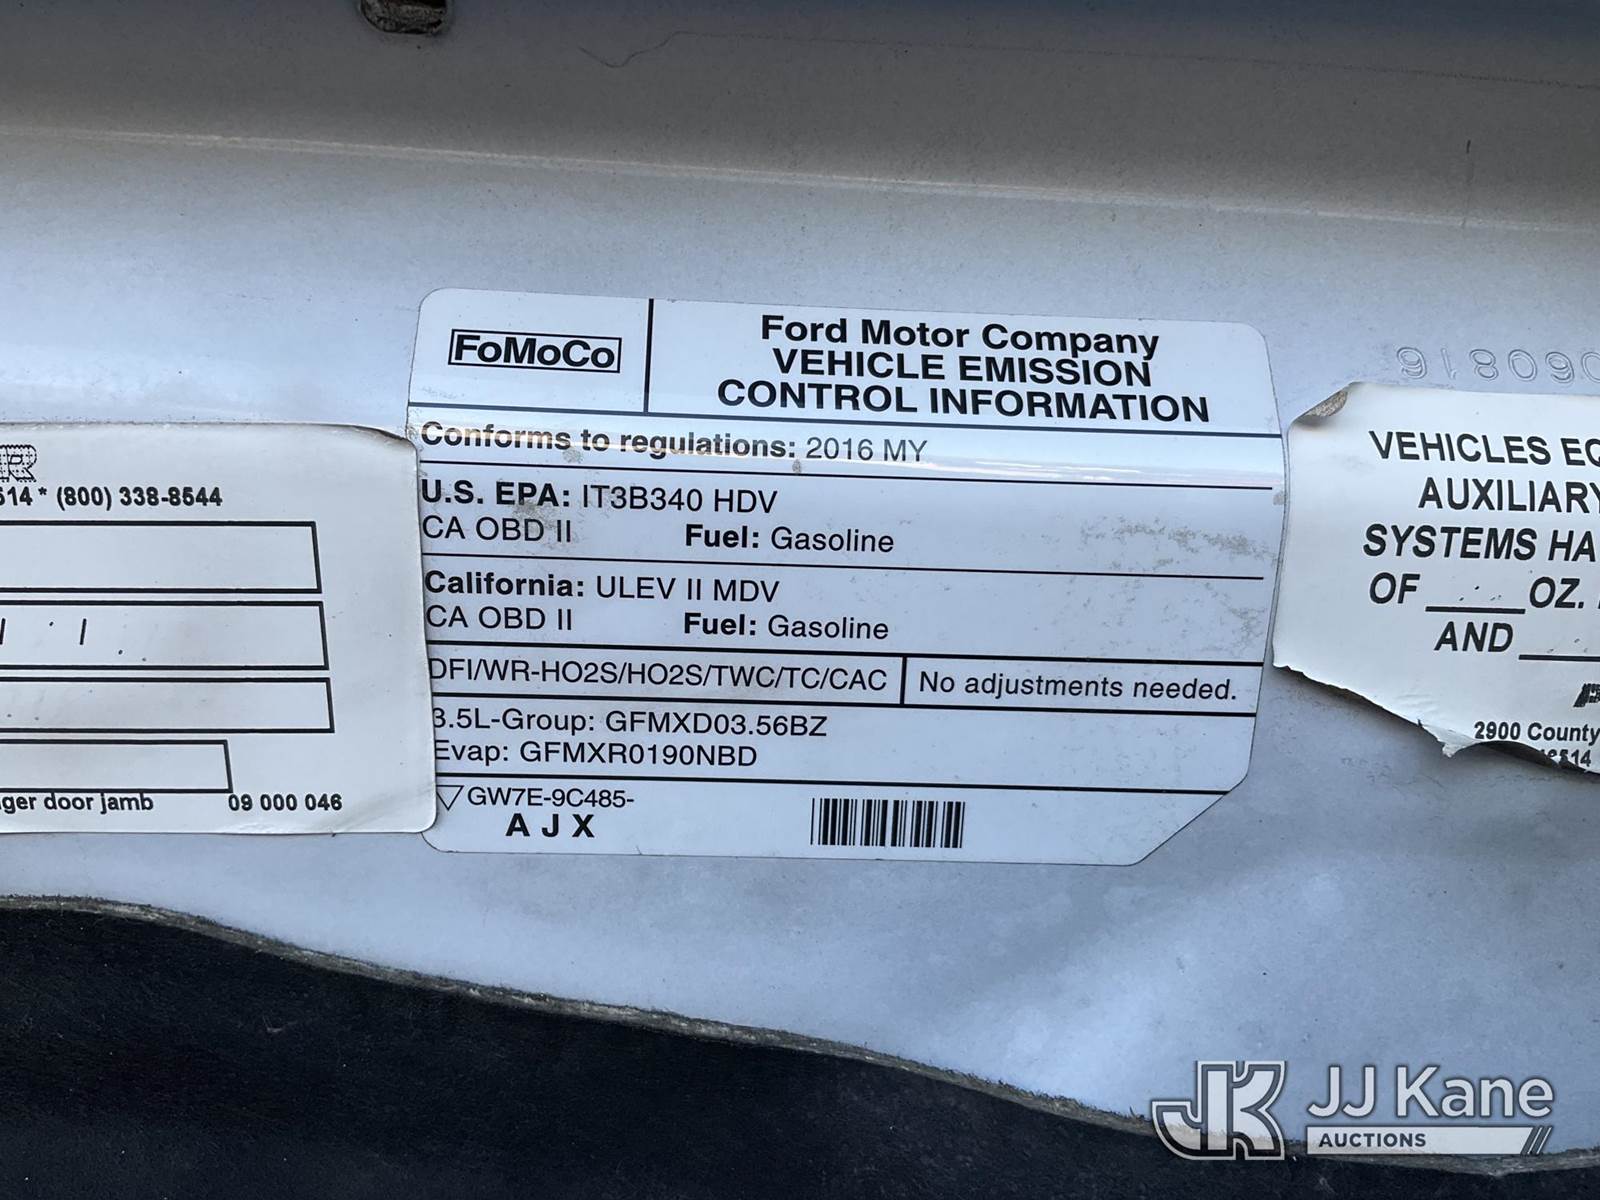 FoMoCo
Ford Motor Company
VEHICLE EMISSION
CONTROL INFORMATION
Conforms to regulations: 2016 MY
U.S. EPA: IT3B340 HDV
CA OBD II Fuel: Gasoline
California: ULEV II MDV
CA OBD II Fuel: Gasoline
DFI/WR-HO2S/HO2S/TWC/TC/CAC
No adjustments needed.
3.5L-Group: GFMXD03.56BZ
Evap: GFMXR0190NBD
GW7E-9C485-
A J X
514 * (800) 338-8544
door jamb 09 000 046
VEHICLES
AUXILIARY
SYSTEMS HA
OF ____ OZ.
AND ____
2900 County
JJ Kane
AUCTIONS